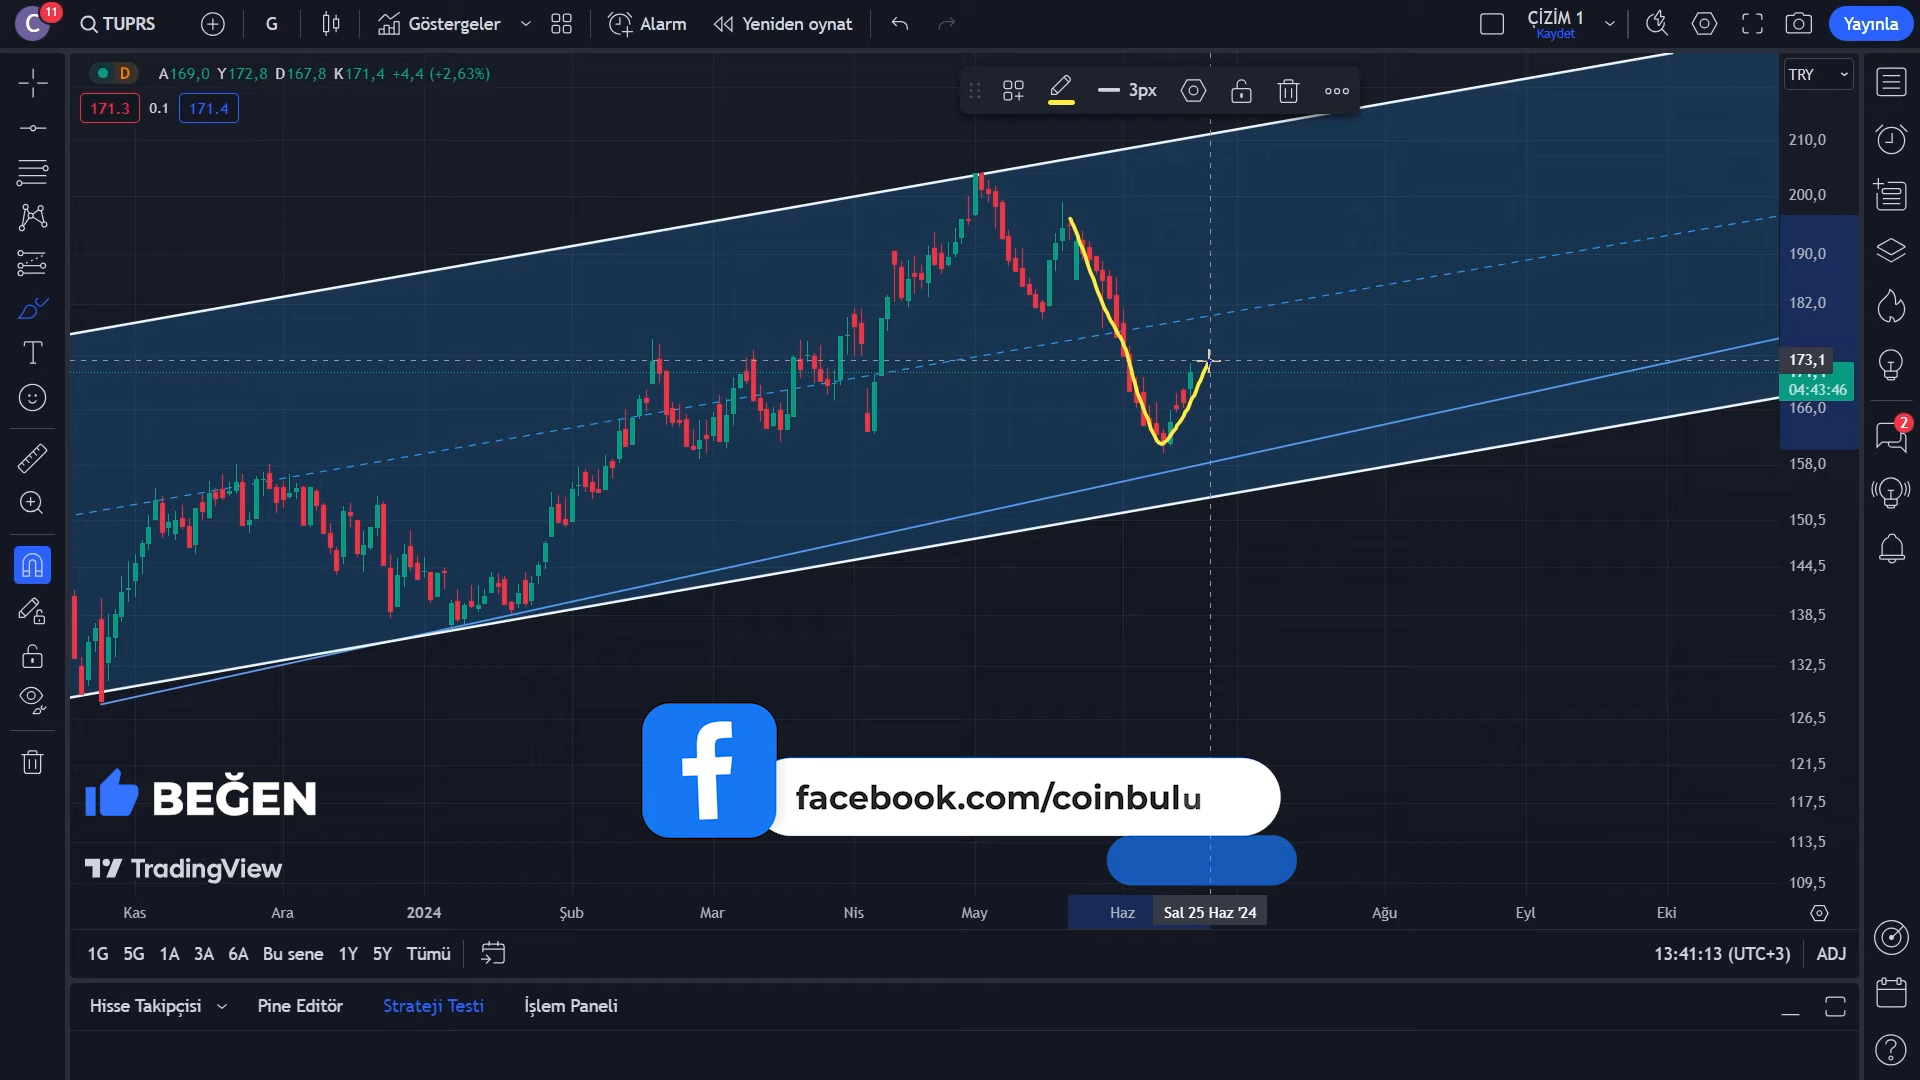 C 11 TUPRS G Göstergeler Alarm Yeniden oynat ÇİZİM 1 Kaydet Yayınla
D A169,0 Y172,8 D167,8 K171,4 +4,4 (+2,63%)
3px
TRY
171.3 0.1 171.4
210,0
200,0
190,0
182,0
173,1
04:43:46
166,0
2
158,0
150,5
144,5
138,5
132,5
126,5
121,5
117,5
113,5
109,5
BEĞEN
f
facebook.com/coinbulu
TradingView
Kas Ara 2024 Şub Mar Nis May Haz Sal 25 Haz '24 Ağu Eyl Eki
1G 5G 1A 3A 6A Bu sene 1Y 5Y Tümü 13:41:13 (UTC+3) ADJ
Hisse Takipçisi Pine Editör Strateji Testi İşlem Paneli